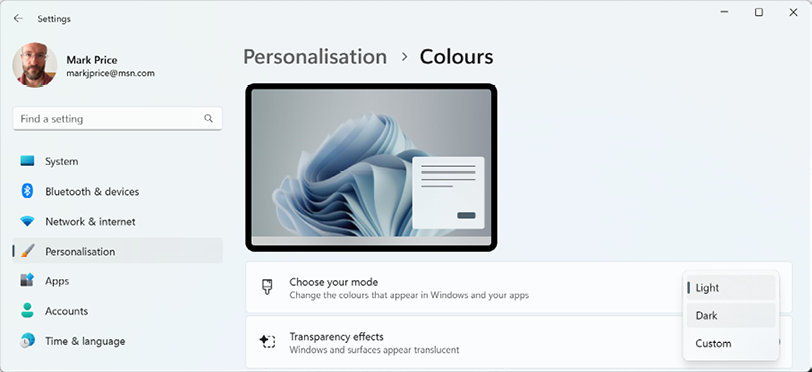 Settings
Mark Price
markjprice@msn.com
Find a setting
System
Bluetooth & devices
Network & internet
Personalisation
Apps
Accounts
Time & language
Personalisation > Colours
Choose your mode
Change the colours that appear in Windows and your apps
Light
Dark
Custom
Transparency effects
Windows and surfaces appear translucent